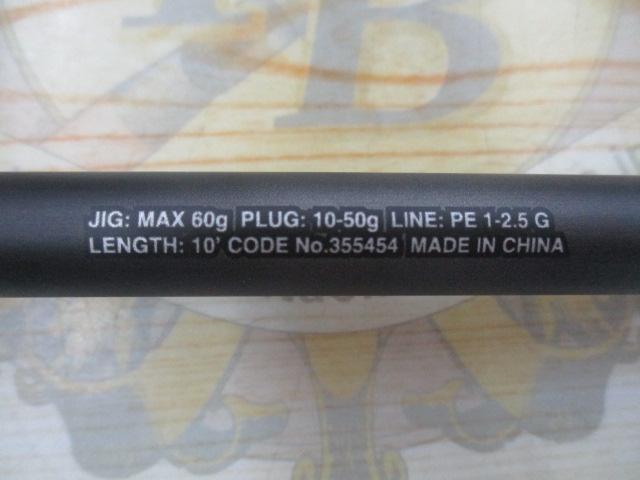 JIG: MAX 60g | PLUG: 10-50g | LINE: PE 1-2.5 G
LENGTH: 10' CODE No.355454 | MADE IN CHINA